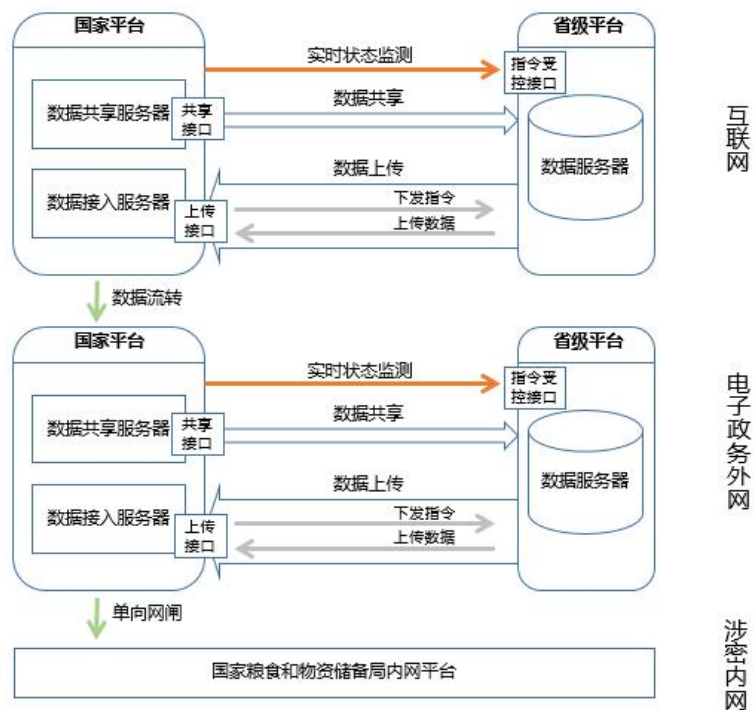 国家平台
省级平台
实时状态监测
指令受
控接口
数据共享服务器
共享
接口
数据共享
互联网
数据服务器
数据上传
数据接入服务器
上传
接口
下发指令
上传数据
数据流转
国家平台
省级平台
实时状态监测
指令受
控接口
数据共享服务器
共享
接口
数据共享
电子政务外网
数据服务器
数据上传
数据接入服务器
上传
接口
下发指令
上传数据
单向网闸
国家粮食和物资储备局内网平台
涉密内网